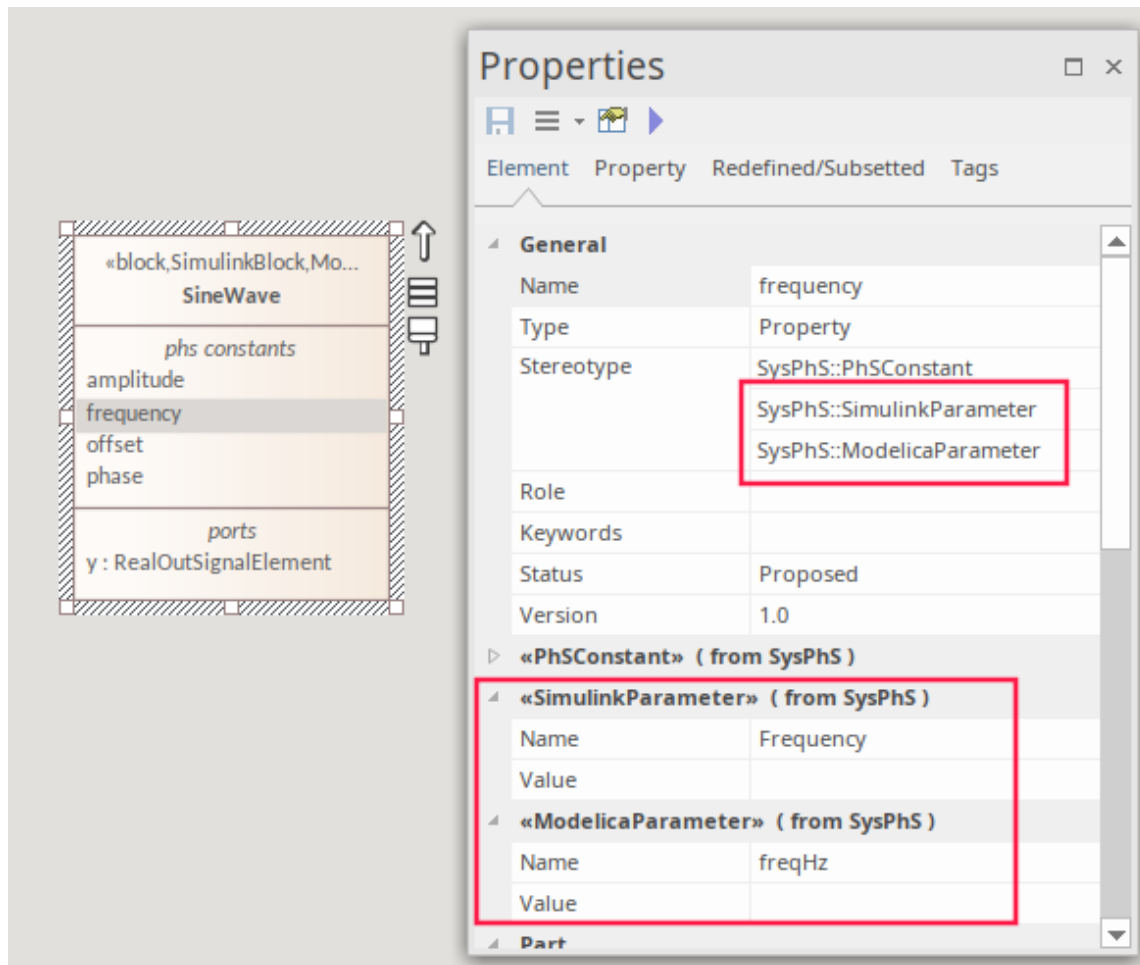 «block,SimulinkBlock,Mo...
SineWave
phs constants
amplitude
frequency
offset
phase
ports
y : RealOutSignalElement
Properties
Element Property Redefined/Subsetted Tags
General
Name frequency
Type Property
Stereotype SysPhS::PhSConstant
SysPhS::SimulinkParameter
SysPhS::ModelicaParameter
Role
Keywords
Status Proposed
Version 1.0
«PhSConstant» ( from SysPhS )
«SimulinkParameter» ( from SysPhS )
Name Frequency
Value
«ModelicaParameter» ( from SysPhS )
Name freqHz
Value
Part